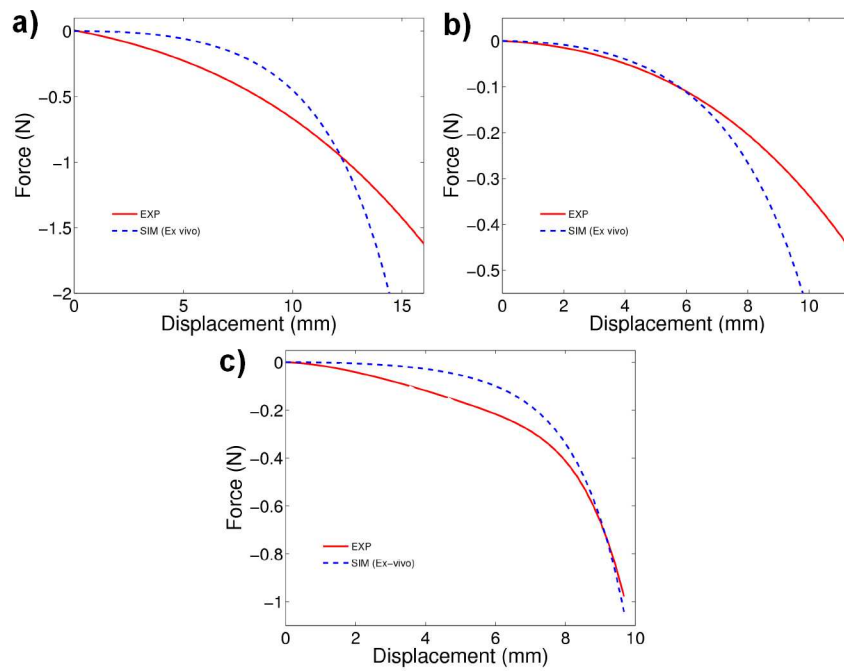 a)
Force (N)
0
−0.5
−1
−1.5
−2
0 5 10 15
Displacement (mm)
EXP
SIM (Ex vivo)
b)
Force (N)
0
−0.1
−0.2
−0.3
−0.4
−0.5
0 2 4 6 8 10
Displacement (mm)
EXP
SIM (Ex vivo)
c)
Force (N)
0
−0.2
−0.4
−0.6
−0.8
−1
0 2 4 6 8 10
Displacement (mm)
EXP
SIM (Ex−vivo)